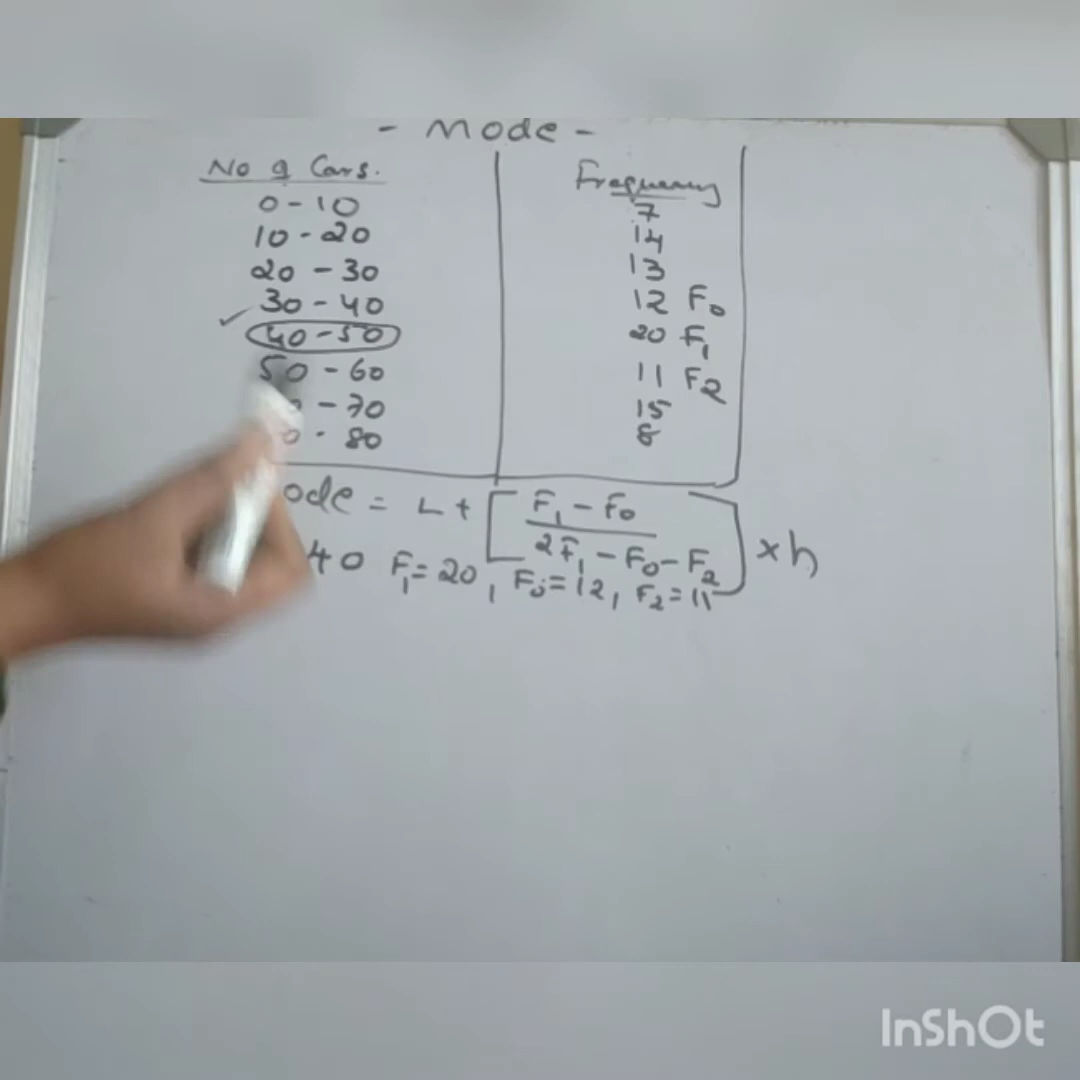 - Mode -
No of Cars. Frequency
0 - 10 7
10 - 20 14
20 - 30 13
30 - 40 12 F₀
✓ 40 - 50 20 F₁
50 - 60 11 F₂
0 - 70 15
0 - 80 8
ode = L + [ F₁ - F₀ / 2F₁ - F₀ - F₂ ] × h
40 F₁ = 20, F₀ = 12, F₂ = 11
InShOt